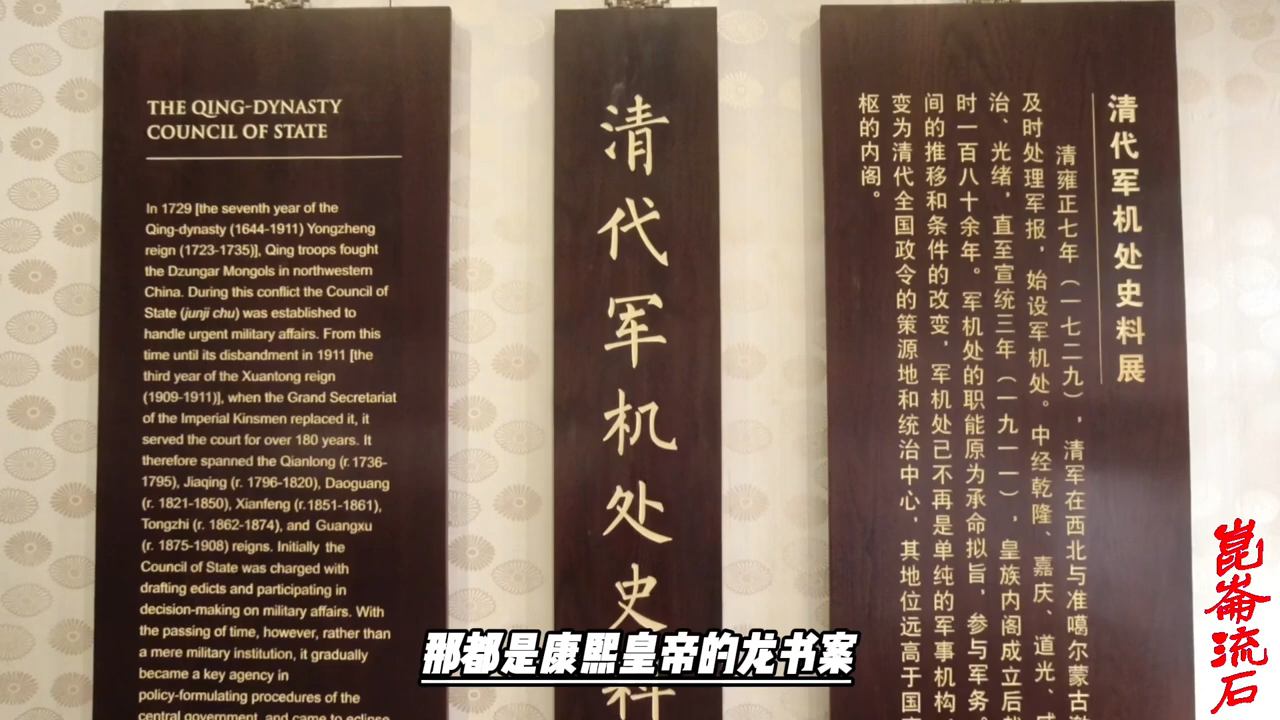 THE QING-DYNASTY
COUNCIL OF STATE
In 1729 [the seventh year of the
Qing-dynasty (1644-1911) Yongzheng
reign (1723-1735)], Qing troops fought
the Dzungar Mongols in northwestern
China. During this conflict the Council of
State (junji chu) was established to
handle urgent military affairs. From this
time until its disbandment in 1911 [the
third year of the Xuantong reign
(1909-1911)], when the Grand Secretariat
of the Imperial Kinsmen replaced it, it
served the court for over 180 years. It
therefore spanned the Qianlong (r. 1736-
1795), Jiaqing (r. 1796-1820), Daoguang
(r. 1821-1850), Xianfeng (r.1851-1861),
Tongzhi (r. 1862-1874), and Guangxu
(r. 1875-1908) reigns. Initially the
Council of State was charged with
drafting edicts and participating in
decision-making on military affairs. With
the passing of time, however, rather than
a mere military institution, it gradually
became a key agency in
policy-formulating procedures of the
central government, and came to eclipse
清代军机处史料
清代军机处史料展
清雍正七年（一七二九），清军在西北与准噶尔蒙古
及时处理军报，始设军机处。中经乾隆、嘉庆、道光、
治、光绪，直至宣统三年（一九一一），皇族内阁成立后
时一百八十余年。军机处的职能原为承命拟旨，参与军务。
间的推移和条件的改变，军机处已不再是单纯的军事机构，
变为清代全国政令的策源地和统治中心，其地位远高于国
枢的内阁。
那都是康熙皇帝的龙书案
崑崙流石